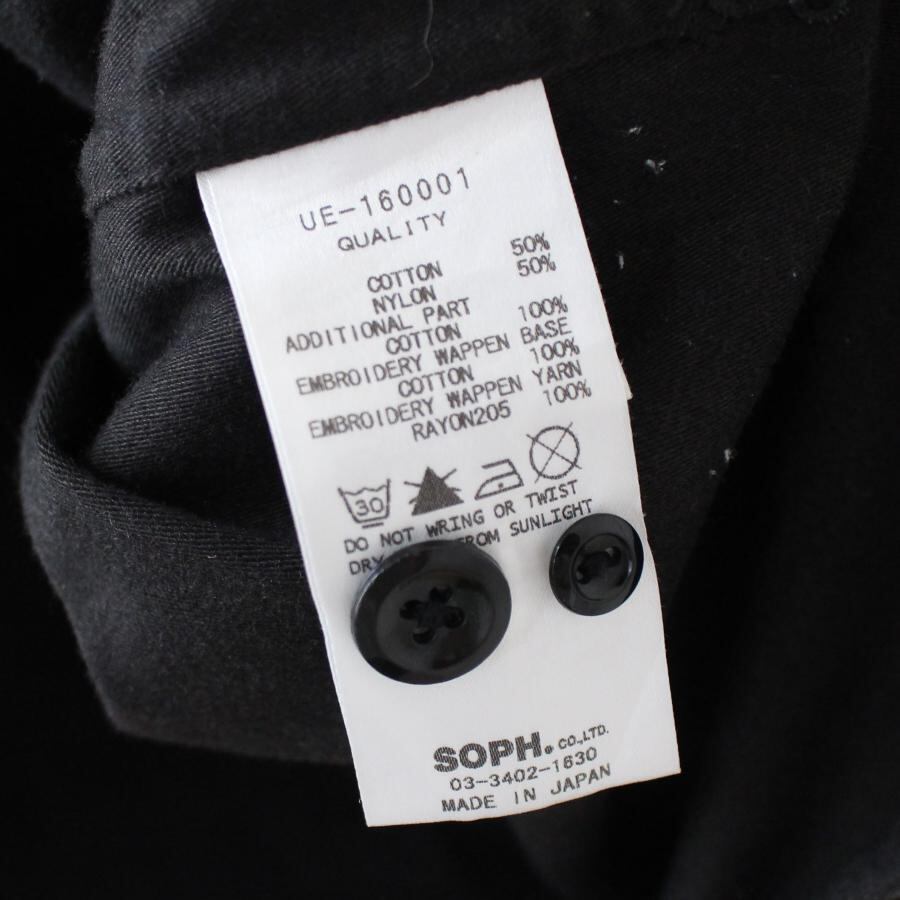 UE-160001
QUALITY
COTTON 50%
NYLON 50%
ADDITIONAL PART
COTTON 100%
EMBROIDERY WAPPEN BASE
COTTON 100%
EMBROIDERY WAPPEN YARN
RAYON205 100%
30
DO NOT WRING OR TWIST
DRY FROM SUNLIGHT
SOPH. CO.,LTD.
03-3402-1630
MADE IN JAPAN